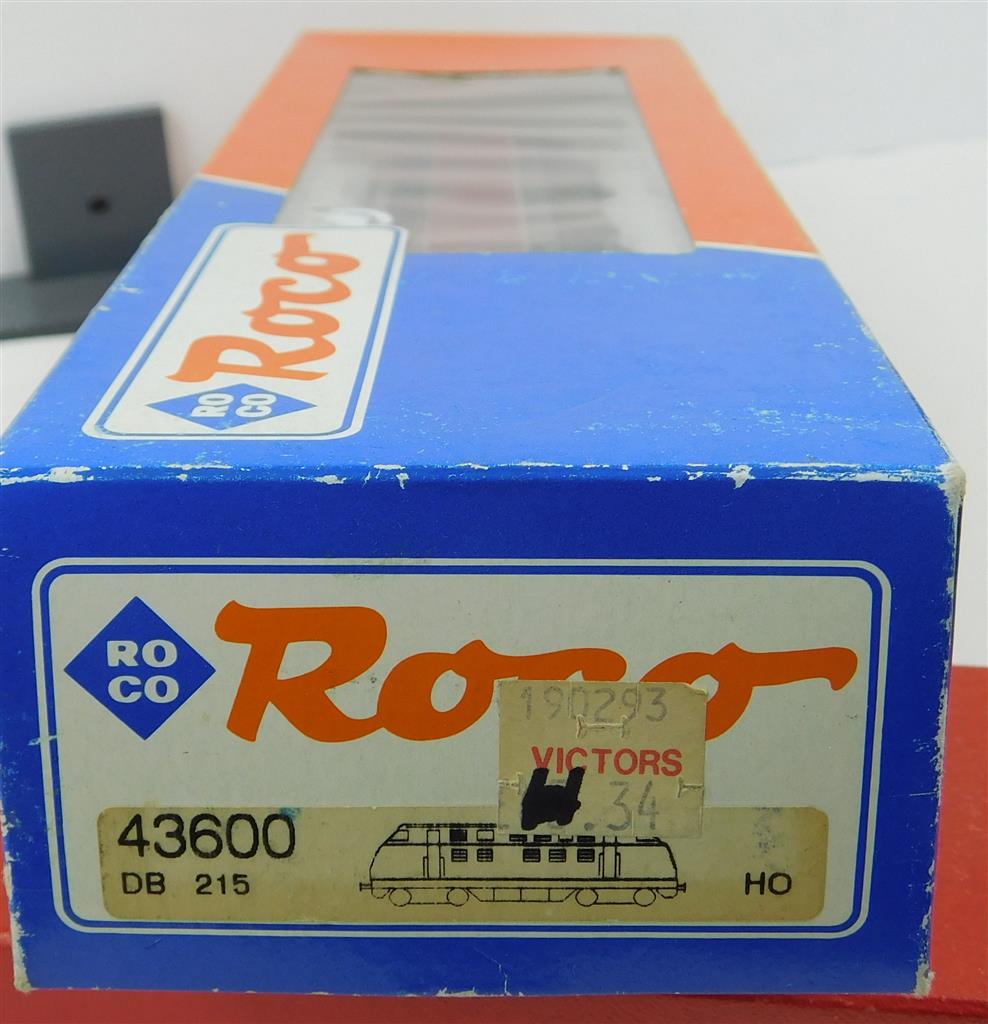 Roco
RO
CO
RO
CO
Roco
190293
VICTORS
.34
43600
DB 215
HO